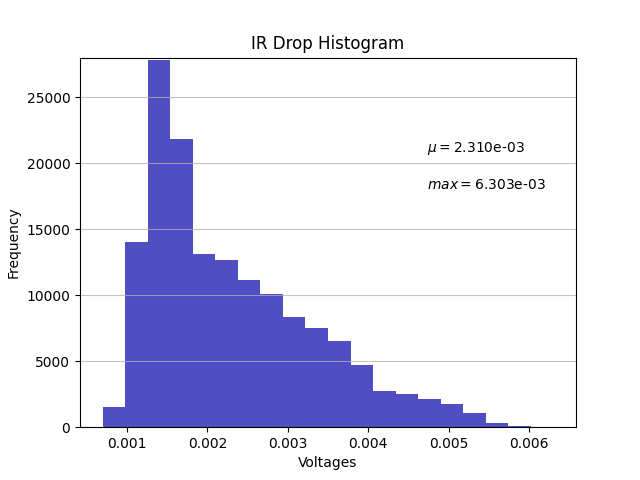 IR Drop Histogram
25000
20000
15000
10000
5000
0
Frequency
μ = 2.310e-03
max = 6.303e-03
0.001 0.002 0.003 0.004 0.005 0.006
Voltages